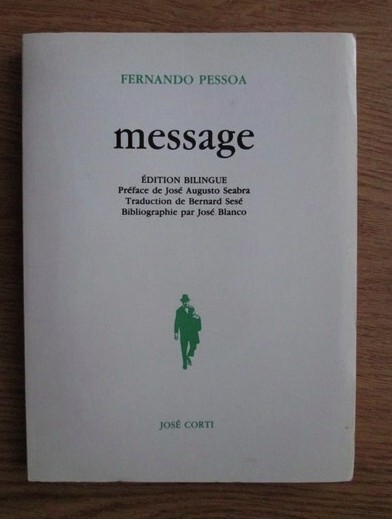 FERNANDO PESSOA
message
ÉDITION BILINGUE
Préface de José Augusto Seabra
Traduction de Bernard Sesé
Bibliographie par José Blanco
JOSÉ CORTI